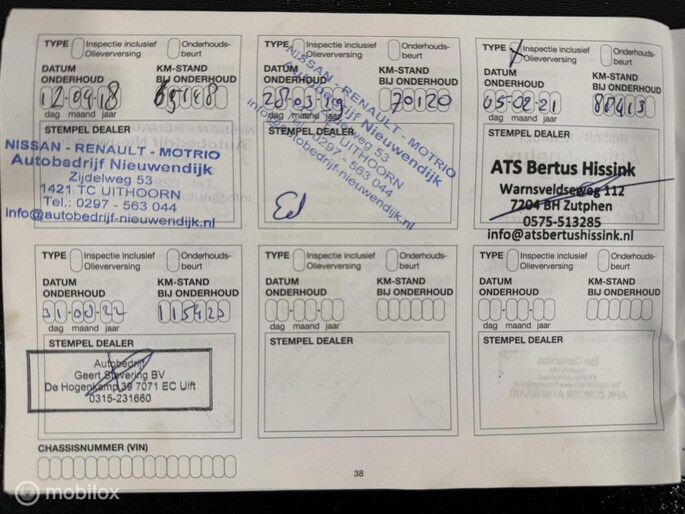 TYPE Inspectie inclusief Olieverversing Onderhouds-beurt
DATUM ONDERHOUD KM-STAND BIJ ONDERHOUD
12-09-18
dag maand jaar
STEMPEL DEALER
NISSAN - RENAULT - MOTRIO
Autobedrijf Nieuwendijk
Zijdelweg 53
1421 TC UITHOORN
Tel.: 0297 - 563 044
info@autobedrijf-nieuwendijk.nl
TYPE Inspectie inclusief Olieverversing Onderhouds-beurt
DATUM ONDERHOUD KM-STAND BIJ ONDERHOUD
28-03-19 70120
dag maand jaar
STEMPEL DEALER
NISSAN - RENAULT - MOTRIO
Nieuwendijk
weg 53
UITHOORN
0297 - 563 044
nieuwendijk.nl
TYPE Inspectie inclusief Olieverversing Onderhouds-beurt
DATUM ONDERHOUD KM-STAND BIJ ONDERHOUD
05-02-21 88413
dag maand jaar
STEMPEL DEALER
ATS Bertus Hissink
Warnsveldseweg 112
7204 BH Zutphen
0575-513285
info@atsbertushissink.nl
TYPE Inspectie inclusief Olieverversing Onderhouds-beurt
DATUM ONDERHOUD KM-STAND BIJ ONDERHOUD
115423
dag maand jaar
STEMPEL DEALER
Autobedrijf
Geert Sievering BV
De Hogenkamp 39 7071 EC Ulft
0315-231660
TYPE Inspectie inclusief Olieverversing Onderhouds-beurt
DATUM ONDERHOUD KM-STAND BIJ ONDERHOUD
dag maand jaar
STEMPEL DEALER
TYPE Inspectie inclusief Olieverversing Onderhouds-beurt
DATUM ONDERHOUD KM-STAND BIJ ONDERHOUD
dag maand jaar
STEMPEL DEALER
CHASSISNUMMER (VIN)
38
mobilox